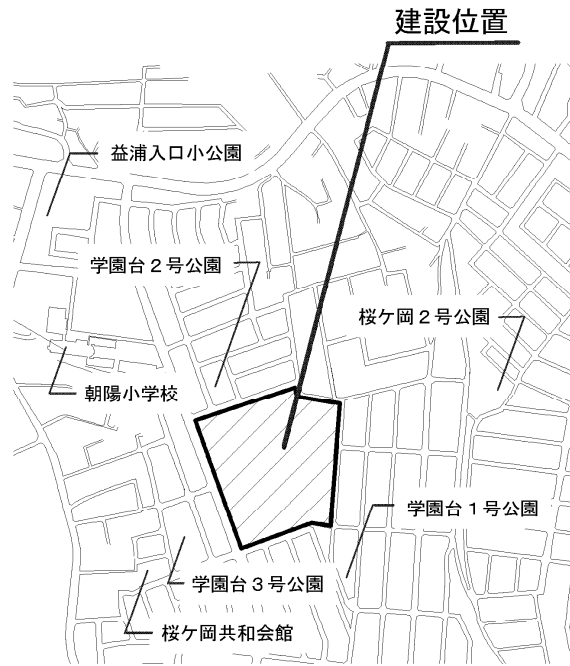 建設位置
益浦入口小公園
学園台２号公園
桜ケ岡２号公園
朝陽小学校
学園台１号公園
学園台３号公園
桜ケ岡共和会館